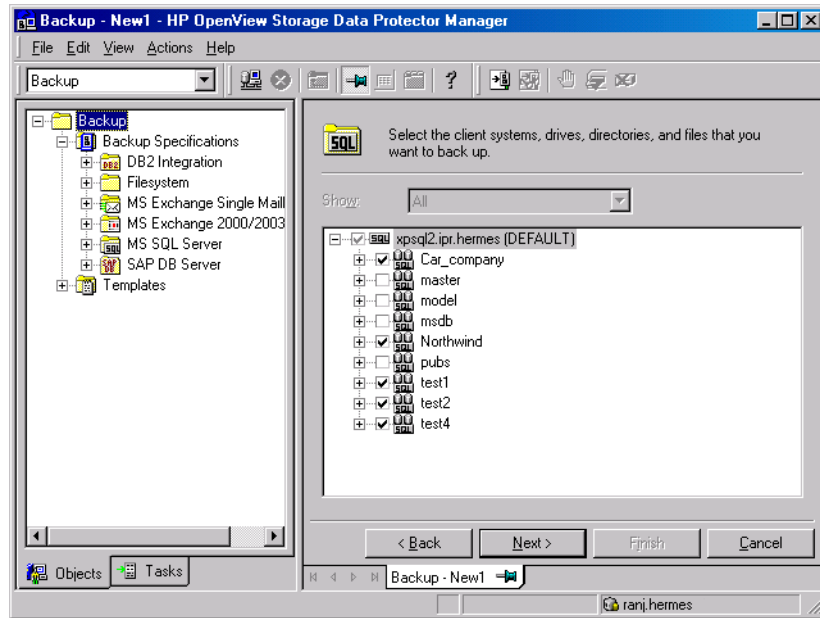 Backup - New1 - HP OpenView Storage Data Protector Manager
File Edit View Actions Help
Backup
Backup
Backup Specifications
DB2 Integration
Filesystem
MS Exchange Single Mail
MS Exchange 2000/2003
MS SQL Server
SAP DB Server
Templates
Objects
Tasks
SQL
Select the client systems, drives, directories, and files that you
want to back up.
Show:
All
xpsql2.ipr.hermes (DEFAULT)
Car_company
master
model
msdb
Northwind
pubs
test1
test2
test4
< Back
Next >
Finish
Cancel
Backup - New1
ranj.hermes